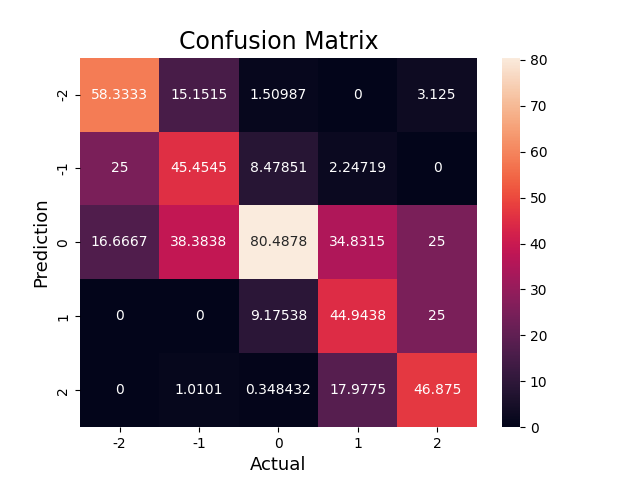 Confusion Matrix
-2 58.3333 15.1515 1.50987 0 3.125
-1 25 45.4545 8.47851 2.24719 0
0 16.6667 38.3838 80.4878 34.8315 25
1 0 0 9.17538 44.9438 25
2 0 1.0101 0.348432 17.9775 46.875
-2 -1 0 1 2
Prediction
Actual
80
70
60
50
40
30
20
10
0